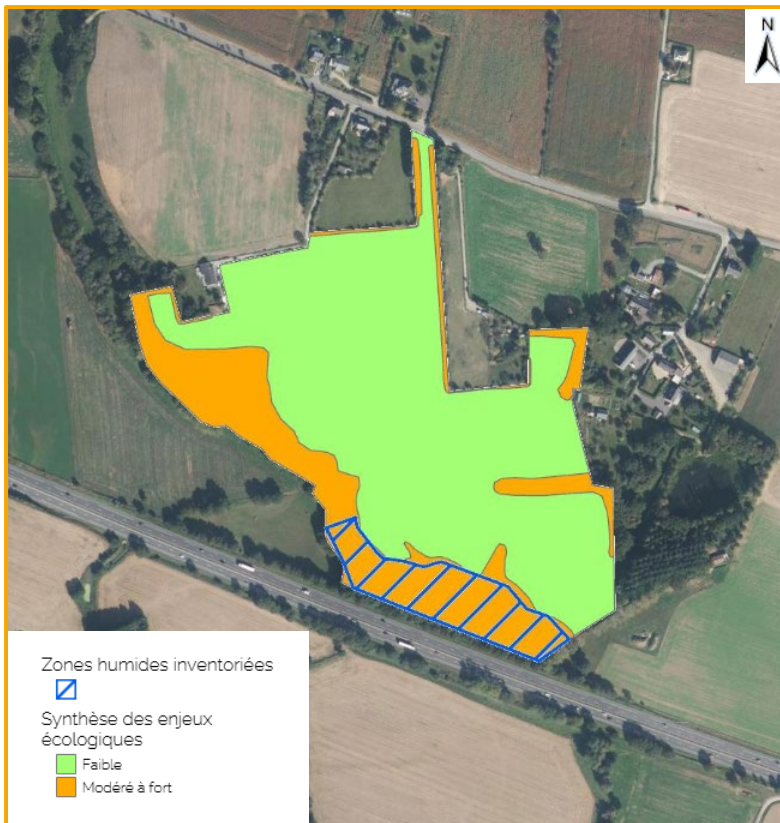 N
Zones humides inventoriées
Synthèse des enjeux
écologiques
Faible
Modéré à fort